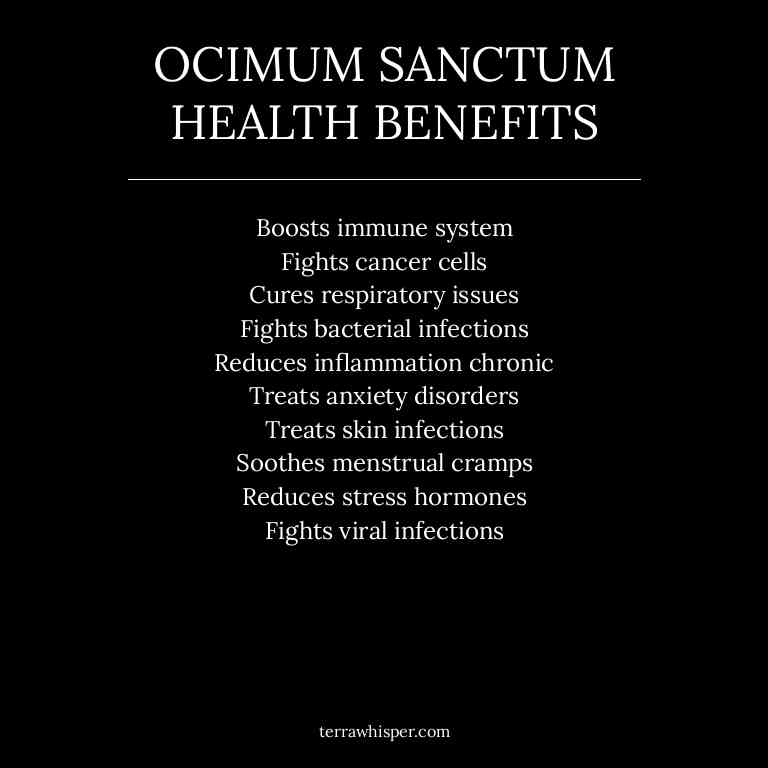 OCIMUM SANCTUM
HEALTH BENEFITS
Boosts immune system
Fights cancer cells
Cures respiratory issues
Fights bacterial infections
Reduces inflammation chronic
Treats anxiety disorders
Treats skin infections
Soothes menstrual cramps
Reduces stress hormones
Fights viral infections
terrawhisper.com